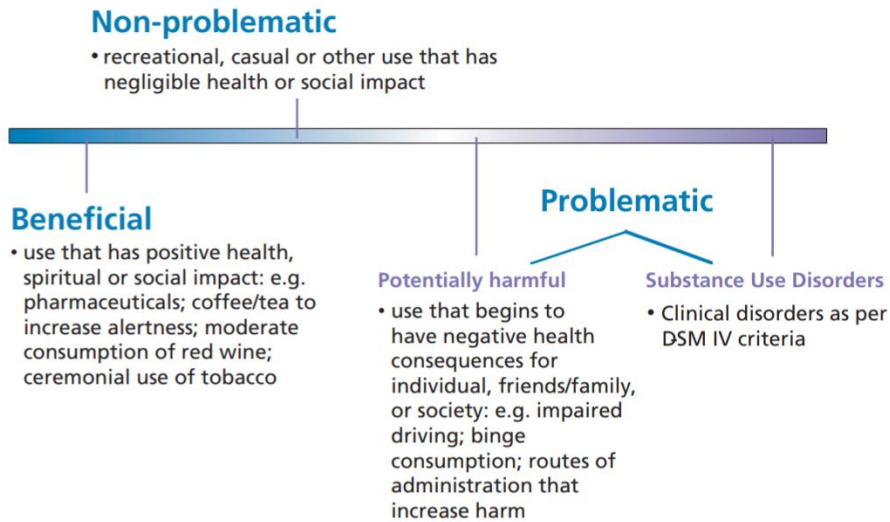 Non-problematic
• recreational, casual or other use that has
negligible health or social impact
Beneficial
• use that has positive health,
spiritual or social impact: e.g.
pharmaceuticals; coffee/tea to
increase alertness; moderate
consumption of red wine;
ceremonial use of tobacco
Problematic
Potentially harmful
• use that begins to
have negative health
consequences for
individual, friends/family,
or society: e.g. impaired
driving; binge
consumption; routes of
administration that
increase harm
Substance Use Disorders
• Clinical disorders as per
DSM IV criteria